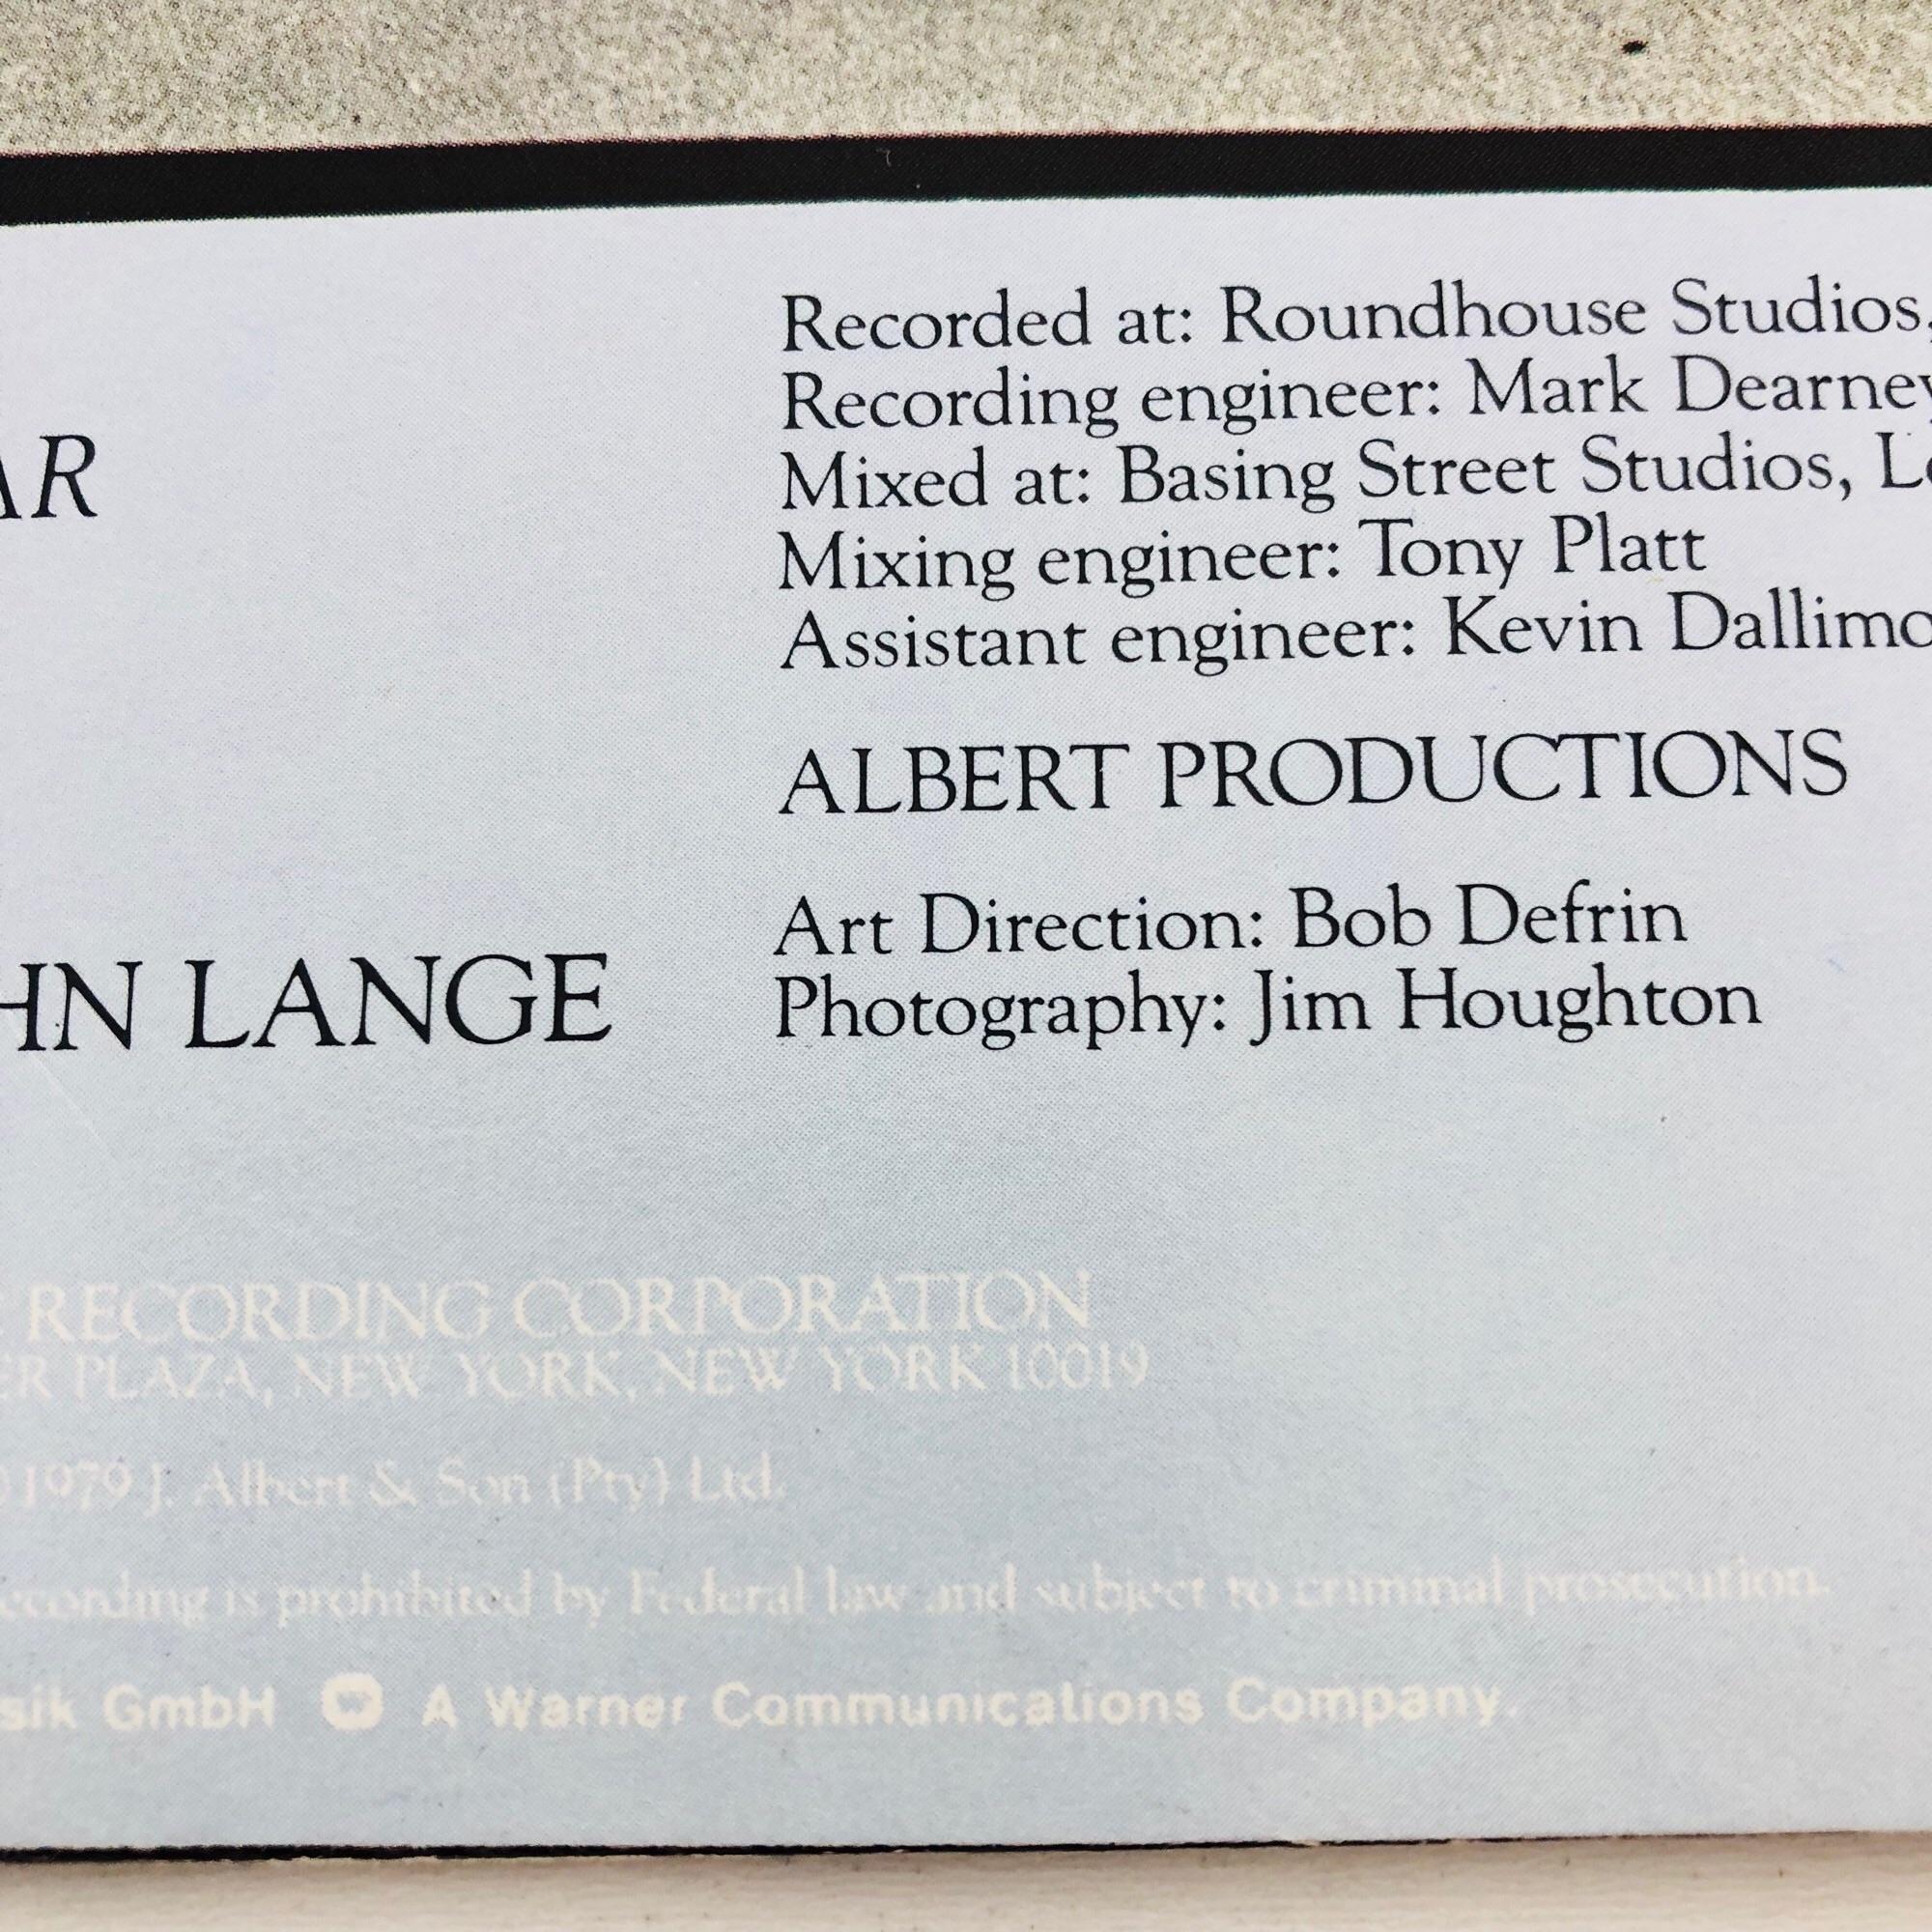 Recorded at: Roundhouse Studios,
Recording engineer: Mark Dearney
Mixed at: Basing Street Studios, Lo
Mixing engineer: Tony Platt
Assistant engineer: Kevin Dallimo
AR
ALBERT PRODUCTIONS
Art Direction: Bob Defrin
Photography: Jim Houghton
HN LANGE
RECORDING CORPORATION
ER PLAZA, NEW YORK, NEW YORK 10019
1979 J. Albert & Son (Pty) Ltd.
ecording is prohibited by Federal law and subject to criminal prosecution.
sik GmbH A Warner Communications Company.